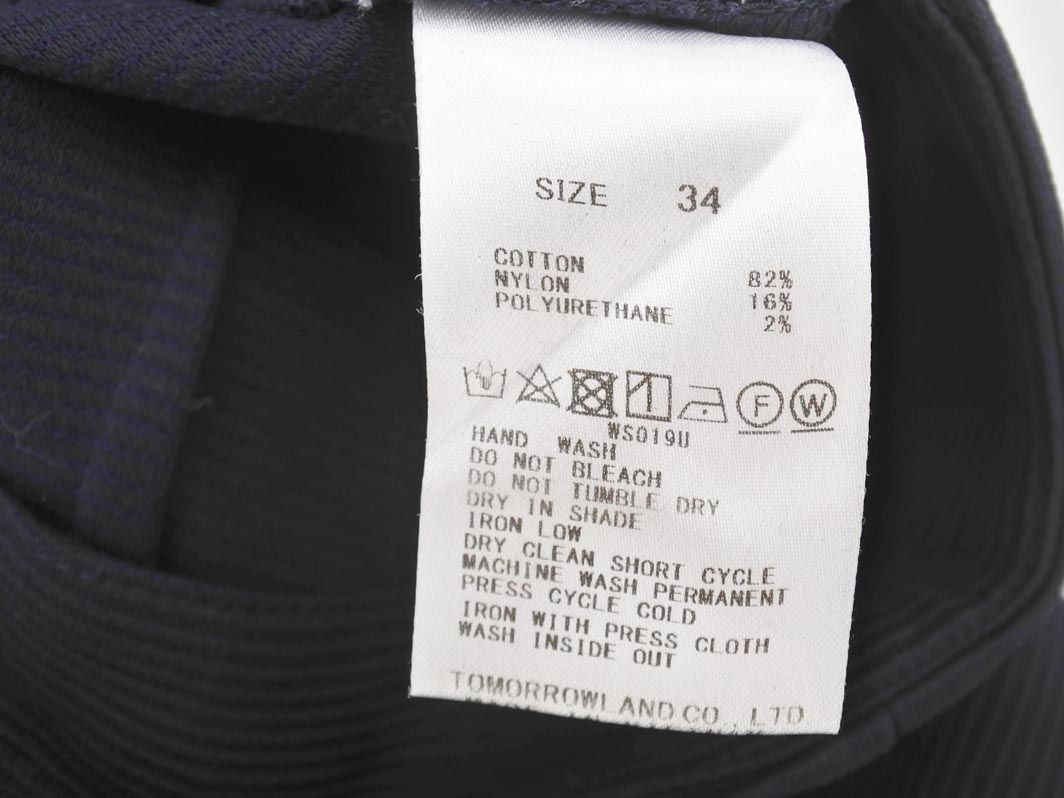 SIZE 34
COTTON 82%
NYLON 16%
POLYURETHANE 2%
F W
WS019U
HAND WASH
DO NOT BLEACH
DO NOT TUMBLE DRY
DRY IN SHADE
IRON LOW
DRY CLEAN SHORT CYCLE
MACHINE WASH PERMANENT
PRESS CYCLE COLD
IRON WITH PRESS CLOTH
WASH INSIDE OUT
TOMORROWLAND CO., LTD